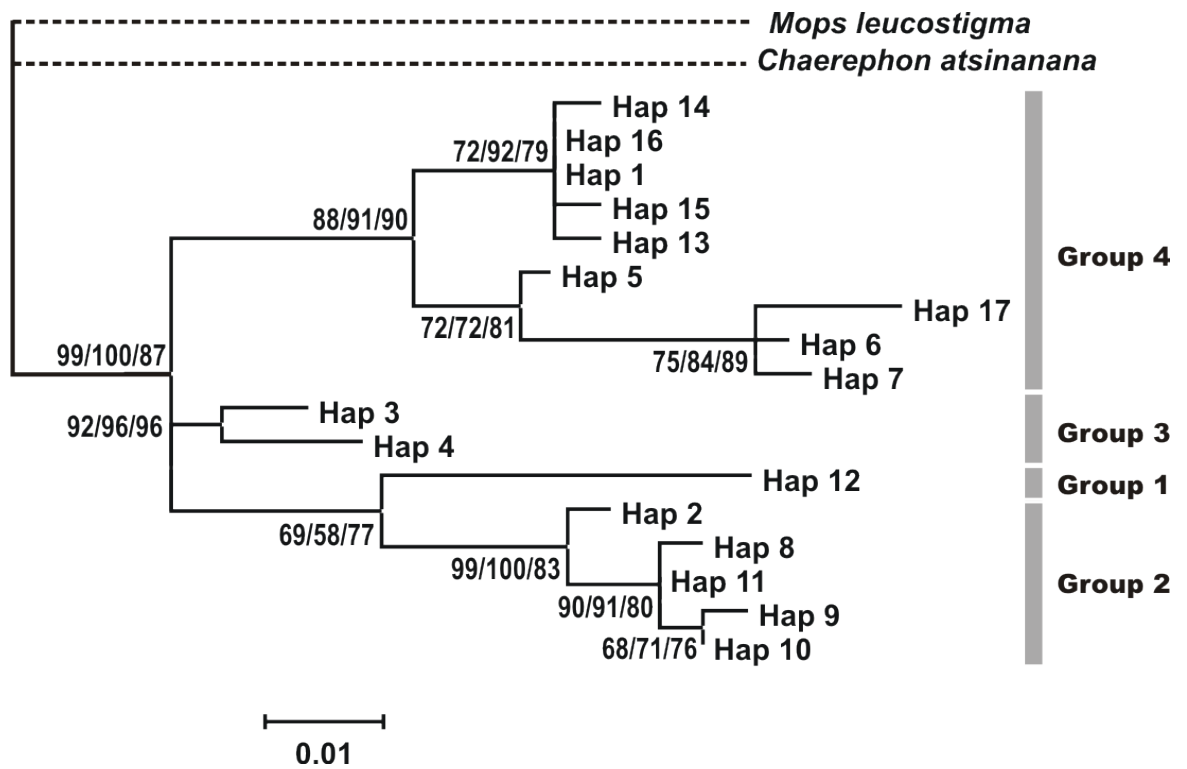 Mops leucostigma
Chaerephon atsinanana
Hap 14
72/92/79
Hap 16
Hap 1
88/91/90
Hap 15
Hap 13
Group 4
Hap 5
Hap 17
72/72/81
Hap 6
99/100/87
75/84/89
Hap 7
Hap 3
92/96/96
Group 3
Hap 4
Hap 12
Group 1
Hap 2
69/58/77
Hap 8
99/100/83
Hap 11
Group 2
90/91/80
Hap 9
68/71/76
Hap 10
0.01